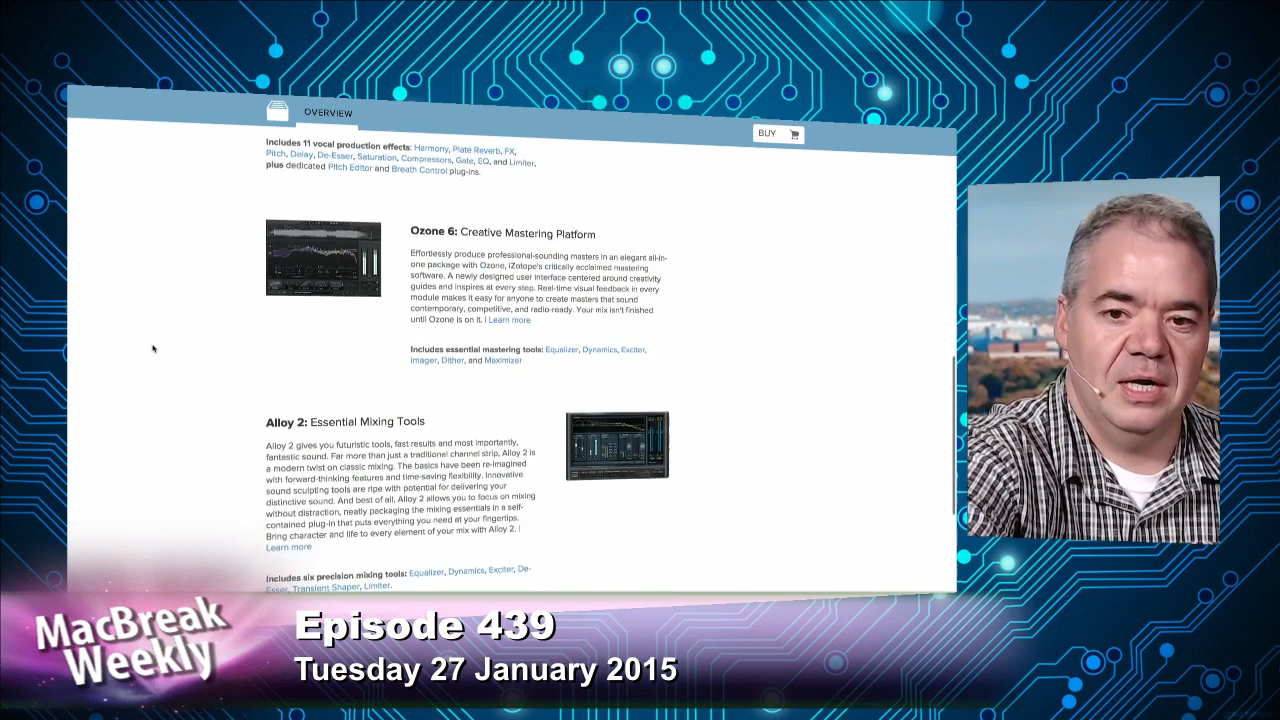 OVERVIEW
BUY
Includes 11 vocal production effects: Harmony, Plate Reverb, FX,
Pitch, Delay, De-Esser, Saturation, Compressors, Gate, EQ, and Limiter,
plus dedicated Pitch Editor and Breath Control plug-ins.
Ozone 6: Creative Mastering Platform
Effortlessly produce professional-sounding masters in an elegant all-in-
one package with Ozone, iZotope's critically acclaimed mastering
software. A newly designed user interface centered around creativity
guides and inspires at every step. Real-time visual feedback in every
module makes it easy for anyone to create masters that sound
contemporary, competitive, and radio-ready. Your mix isn't finished
until Ozone is on it. | Learn more
Includes essential mastering tools: Equalizer, Dynamics, Exciter,
Imager, Dither, and Maximizer
Alloy 2: Essential Mixing Tools
Alloy 2 gives you futuristic tools, fast results and most importantly,
fantastic sound. Far more than just a traditional channel strip, Alloy 2 is
a modern twist on classic mixing. The basics have been re-imagined
with forward-thinking features and time-saving flexibility. Innovative
sound sculpting tools are ripe with potential for delivering your
distinctive sound. And best of all, Alloy 2 allows you to focus on mixing
without distraction, neatly packaging the mixing essentials in a self-
contained plug-in that puts everything you need at your fingertips.
Bring character and life to every element of your mix with Alloy 2. |
Learn more
Includes six precision mixing tools: Equalizer, Dynamics, Exciter, De-
Esser, Transient Shaper, Limiter.
MacBreak
Weekly
Episode 439
Tuesday 27 January 2015